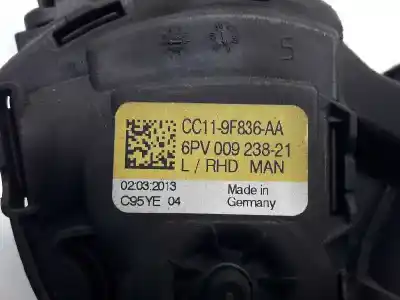 S
CC11-9F836-AA
6PV 009 238-21
L / RHD MAN
02:03:2013
C95YE 04
Made in
Germany